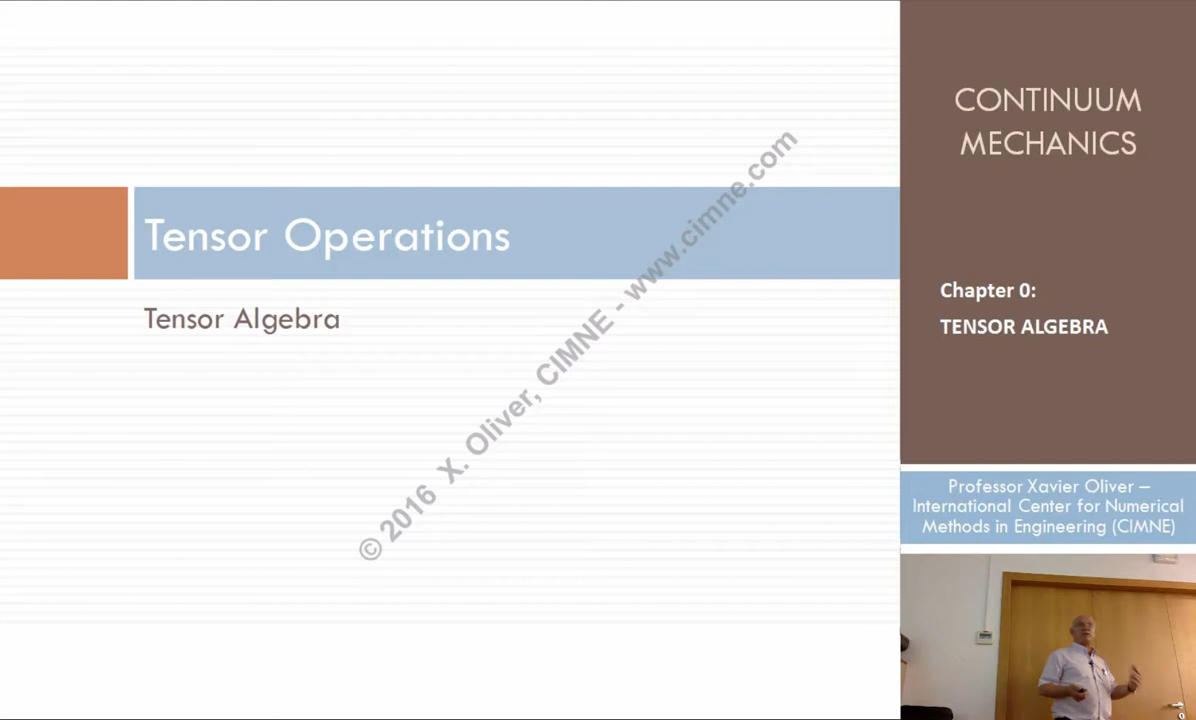 Tensor Operations
Tensor Algebra
© 2016 X. Oliver, CIMNE - www.cimne.com
CONTINUUM
MECHANICS
Chapter 0:
TENSOR ALGEBRA
Professor Xavier Oliver –
International Center for Numerical
Methods in Engineering (CIMNE)